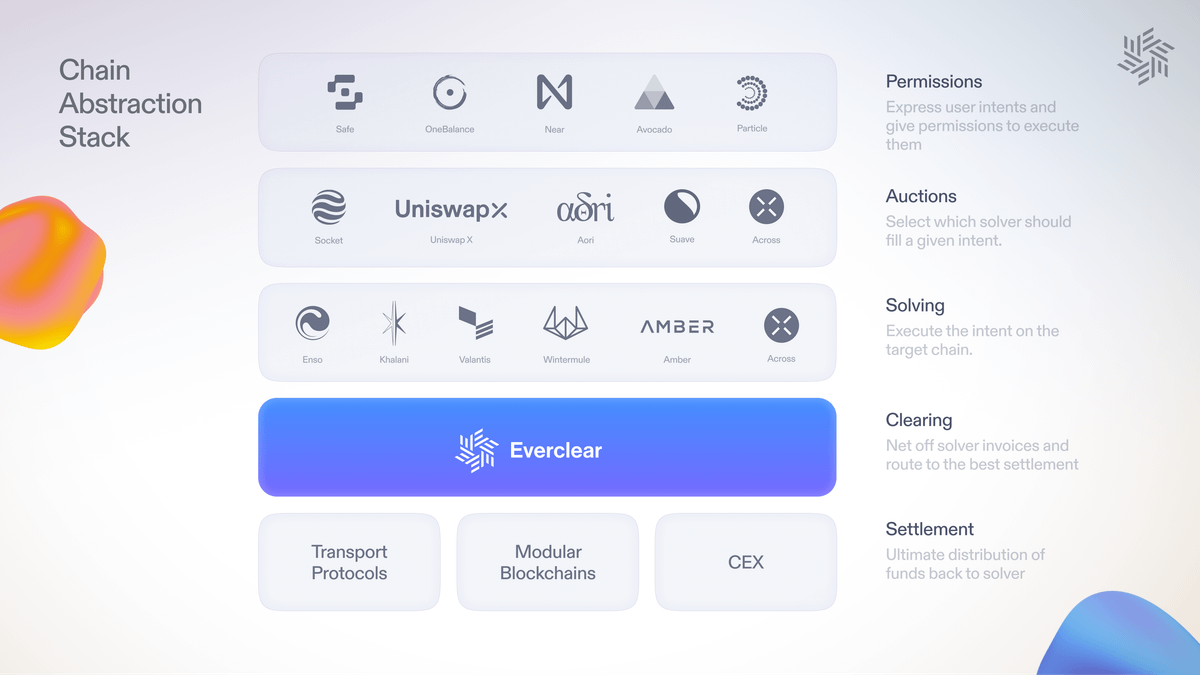 Chain
Abstraction
Stack
Safe
OneBalance
Near
Avocado
Particle
Permissions
Express user intents and
give permissions to execute
them
UniswapX
αδri
Socket
Uniswap X
Aori
Suave
Across
Auctions
Select which solver should
fill a given intent.
AMBER
Enso
Khalani
Valantis
Wintermule
Amber
Across
Solving
Execute the intent on the
target chain.
Everclear
Clearing
Net off solver invoices and
route to the best settlement
Transport
Protocols
Modular
Blockchains
CEX
Settlement
Ultimate distribution of
funds back to solver